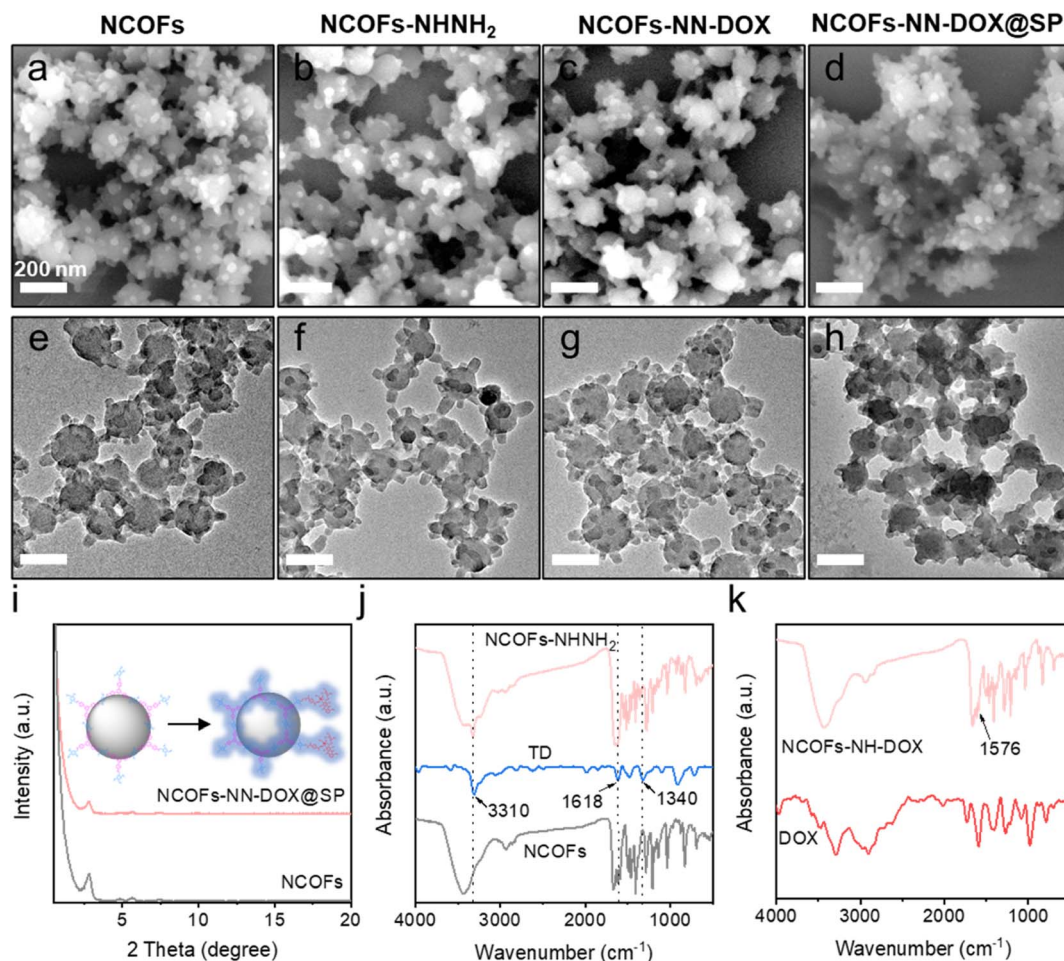 NCOFs
NCOFs-NHNH₂
NCOFs-NN-DOX
NCOFs-NN-DOX@SP
a
b
c
d
200 nm
e
f
g
h
i
Intensity (a.u.)
NCOFs-NN-DOX@SP
NCOFs
5
10
15
20
2 Theta (degree)
j
Absorbance (a.u.)
NCOFs-NHNH₂
TD
3310
1618
1340
NCOFs
4000
3000
2000
1000
Wavenumber (cm⁻¹)
k
Absorbance (a.u.)
NCOFs-NH-DOX
1576
DOX
4000
3000
2000
1000
Wavenumber (cm⁻¹)